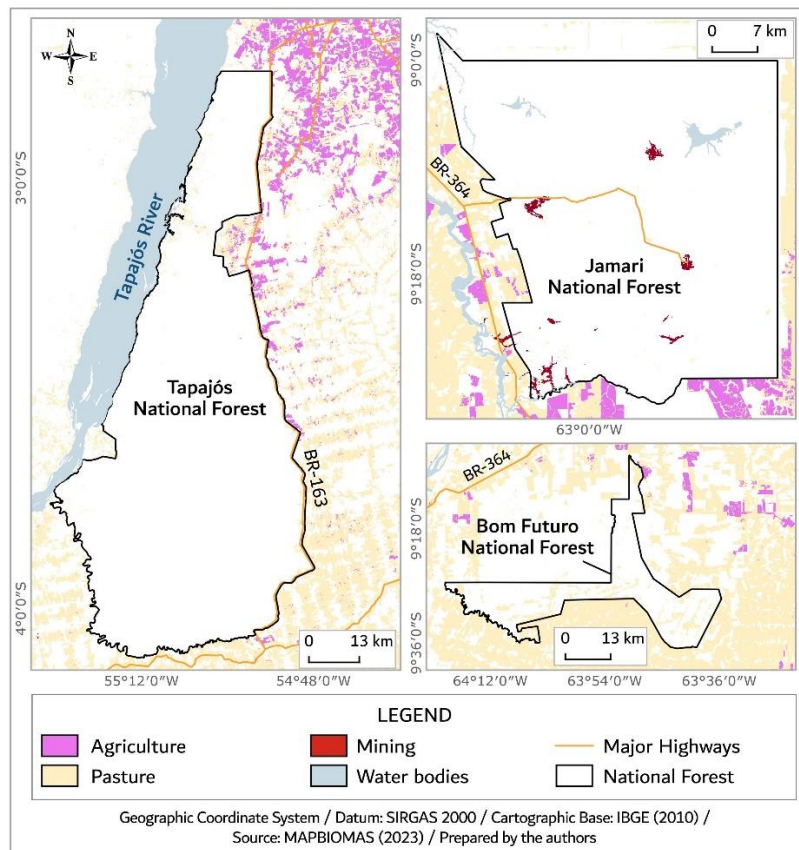 N
W E
S
3°0'0"S
4°0'0"S
Tapajós River
Tapajós
National Forest
BR-163
0 13 km
55°12'0"W 54°48'0"W
0 7 km
9°0'0"S
9°18'0"S
BR-364
Jamari
National Forest
63°0'0"W
BR-364
9°18'0"S
9°36'0"S
Bom Futuro
National Forest
0 13 km
64°12'0"W 63°54'0"W 63°36'0"W
LEGEND
Agriculture Mining Major Highways
Pasture Water bodies National Forest
Geographic Coordinate System / Datum: SIRGAS 2000 / Cartographic Base: IBGE (2010) /
Source: MAPBIOMAS (2023) / Prepared by the authors